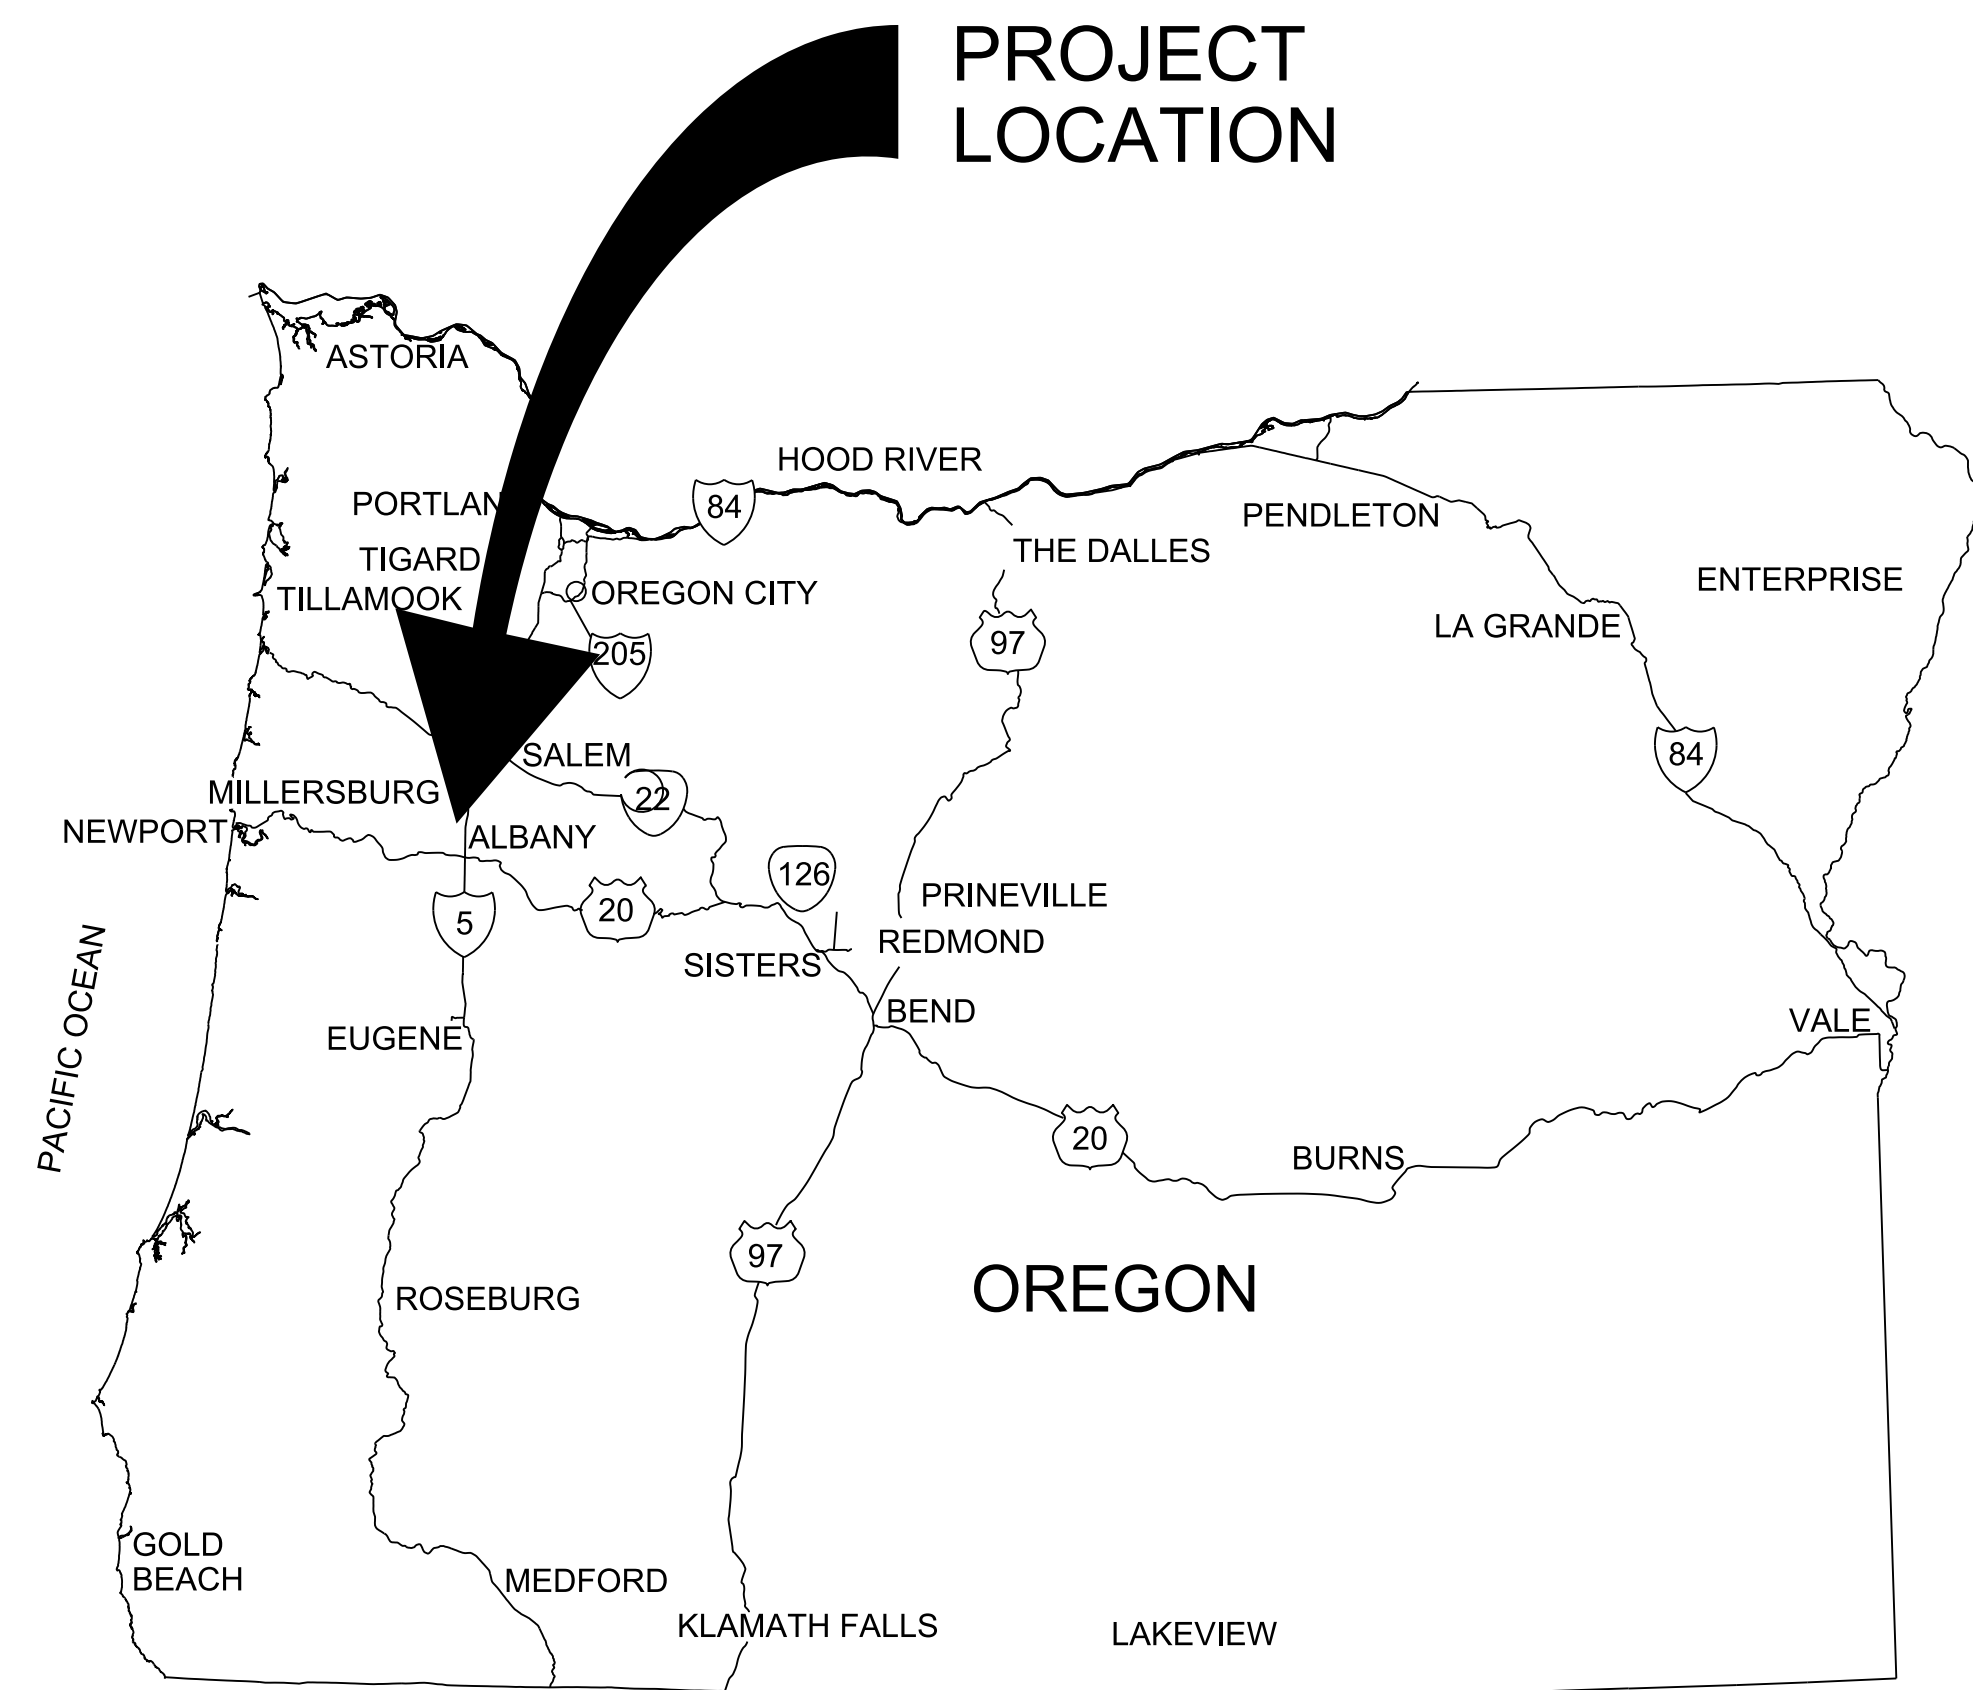 PROJECT
LOCATION
ASTORIA
HOOD RIVER
PORTLAN
84
PENDLETON
TIGARD
THE DALLES
TILLAMOOK
OREGON CITY
ENTERPRISE
LA GRANDE
97
205
SALEM
84
MILLERSBURG
22
NEWPORT
ALBANY
126
PRINEVILLE
20
5
REDMOND
SISTERS
PACIFIC OCEAN
BEND
VALE
EUGENE
20
BURNS
97
OREGON
ROSEBURG
GOLD
BEACH
MEDFORD
KLAMATH FALLS
LAKEVIEW